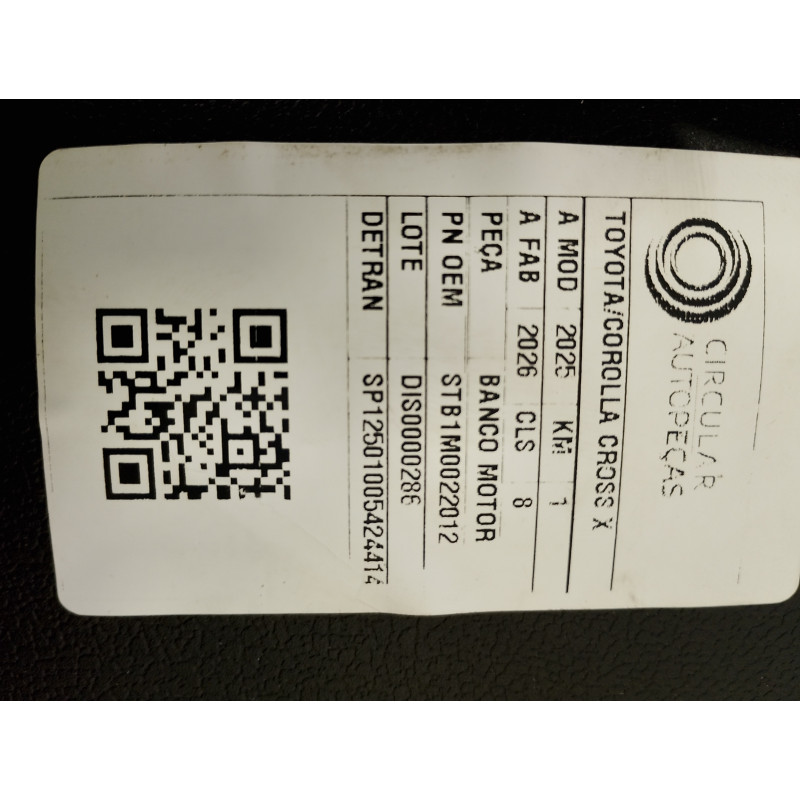 CIRCULAR
AUTOPEÇAS
TOYOTA/COROLLA CROSS X
A MOD 2025 KM 1
A FAB 2026 CLS 8
PEÇA BANCO MOTOR
PN OEM STB1M0022012
LOTE DIS0000286
DETRAN SP1250100542441